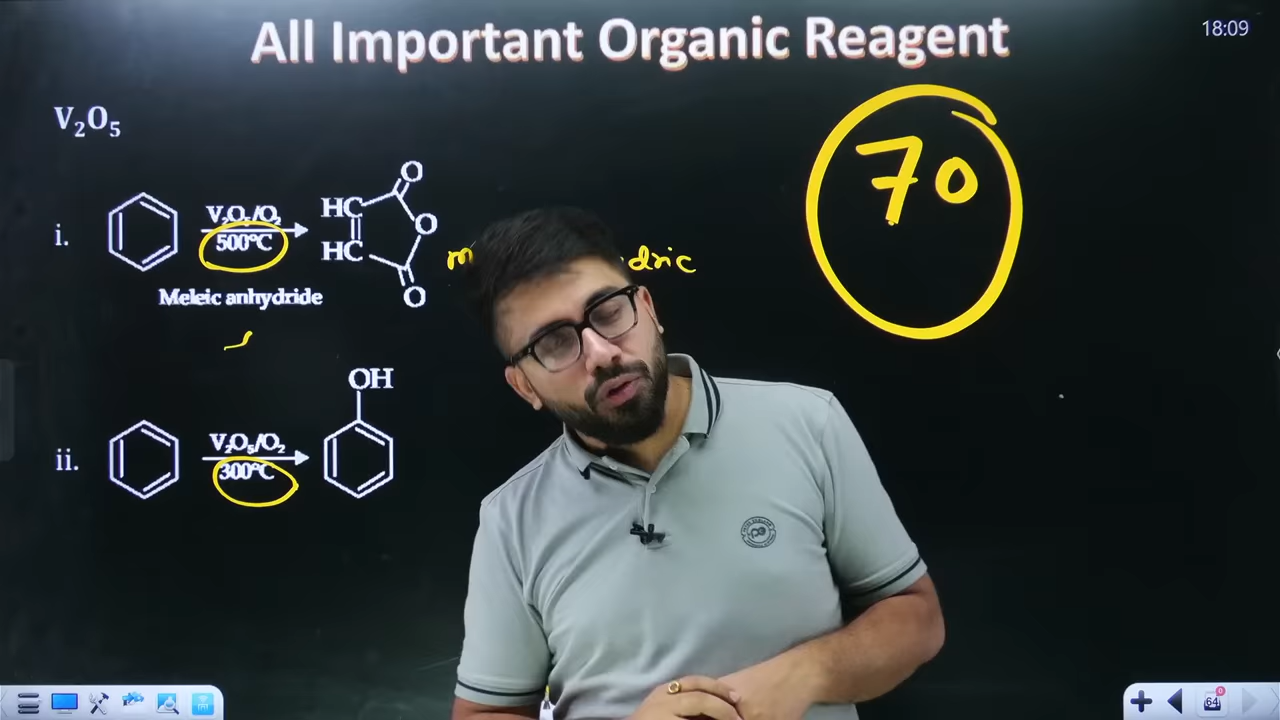 All Important Organic Reagent
18:09
V₂O₅
70
i.
V₂O₅/O₂
500°C
HC
HC
O
O
O
Meleic anhydride
dric
OH
ii.
V₂O₅/O₂
300°C
64